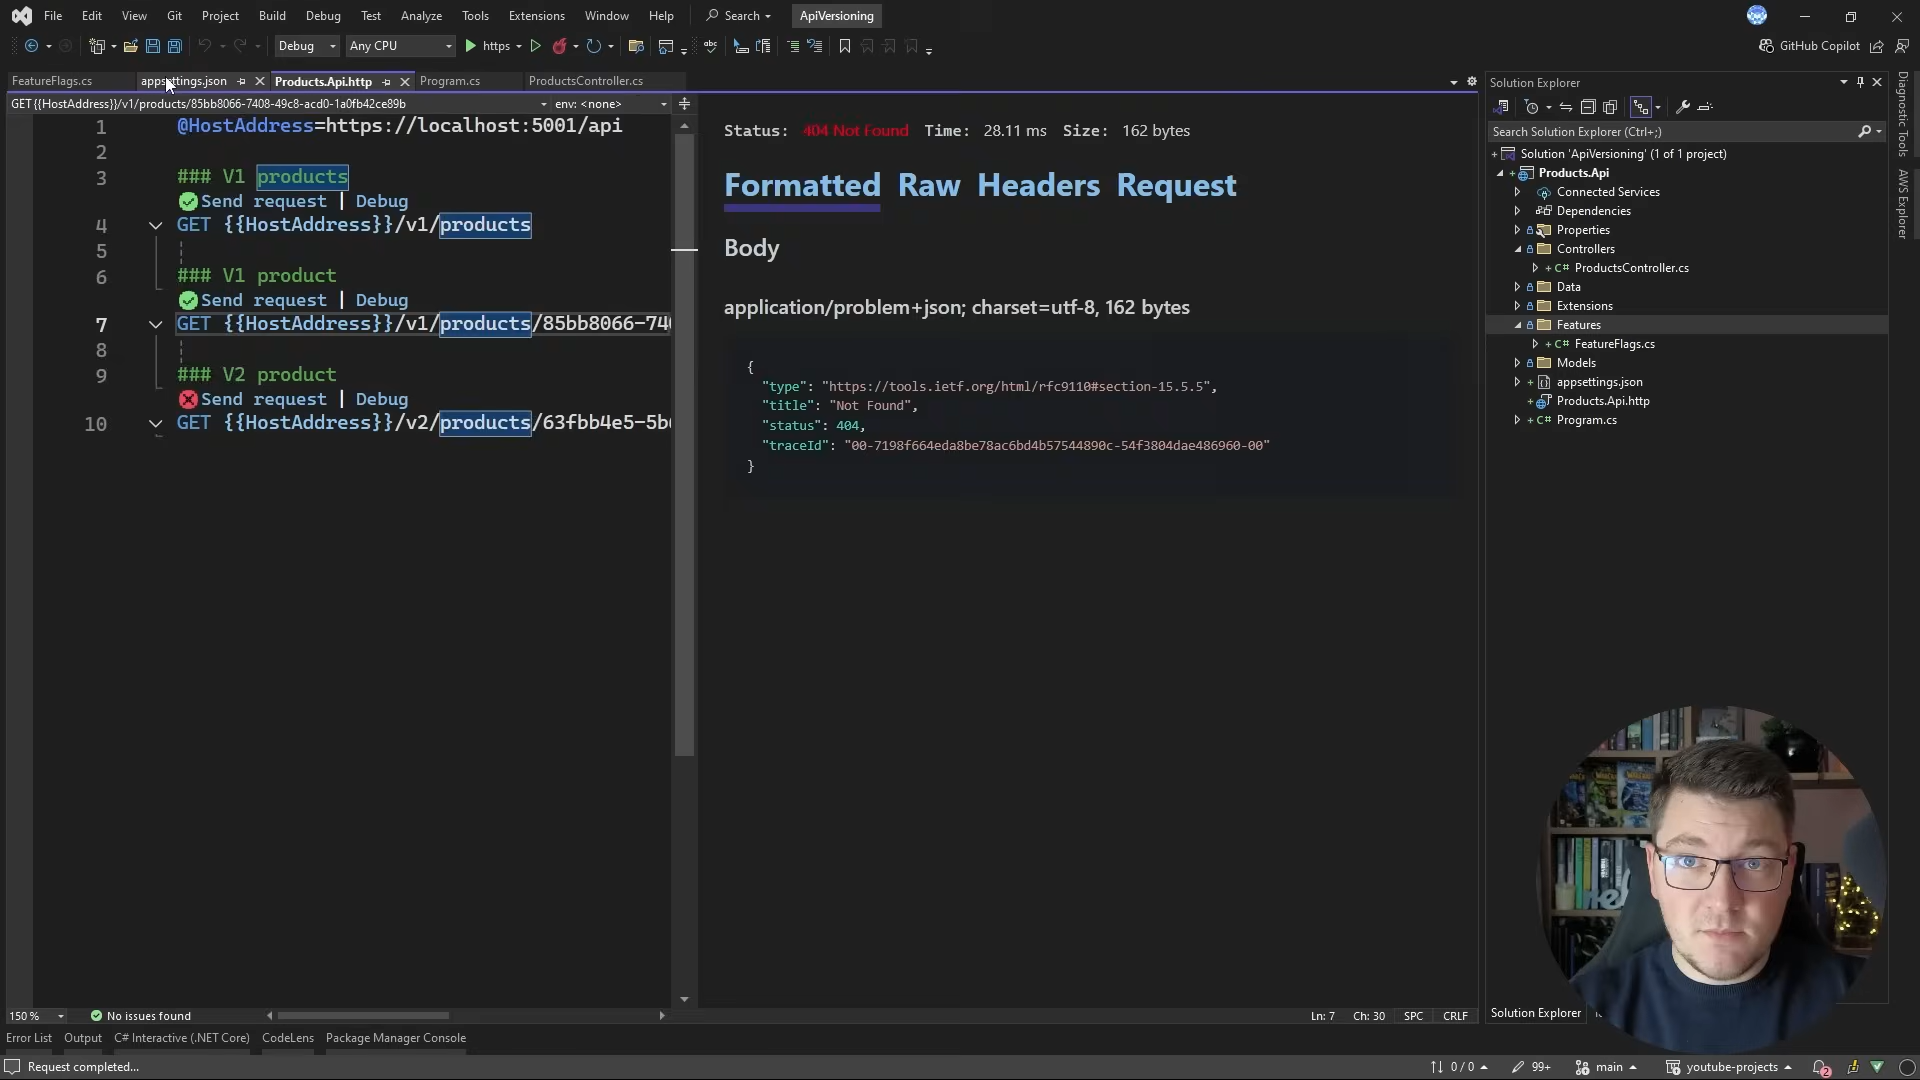 File Edit View Git Project Build Debug Test Analyze Tools Extensions Window Help Search ApiVersioning
Debug Any CPU https GitHub Copilot
FeatureFlags.cs appsettings.json Products.Api.http Program.cs ProductsController.cs
GET {{HostAddress}}/v1/products/85bb8066-7408-49c8-acd0-1a0fb42ce89b env: <none>
1 @HostAddress=https://localhost:5001/api
2
3 ### V1 products
Send request | Debug
4 GET {{HostAddress}}/v1/products
5
6 ### V1 product
Send request | Debug
7 GET {{HostAddress}}/v1/products/85bb8066-740
8
9 ### V2 product
Send request | Debug
10 GET {{HostAddress}}/v2/products/63fbb4e5-5b
Status: 404 Not Found Time: 28.11 ms Size: 162 bytes
Formatted Raw Headers Request
Body
application/problem+json; charset=utf-8, 162 bytes
{
"type": "https://tools.ietf.org/html/rfc9110#section-15.5.5",
"title": "Not Found",
"status": 404,
"traceId": "00-7198f664eda8be78ac6bd4b57544890c-54f3804dae486960-00"
}
Solution Explorer
Search Solution Explorer (Ctrl+;)
Solution 'ApiVersioning' (1 of 1 project)
Products.Api
Connected Services
Dependencies
Properties
Controllers
C# ProductsController.cs
Data
Extensions
Features
C# FeatureFlags.cs
Models
appsettings.json
Products.Api.http
C# Program.cs
Diagnostic Tools
AWS Explorer
150 % No issues found Ln: 7 Ch: 30 SPC CRLF
Solution Explorer
Error List Output C# Interactive (.NET Core) CodeLens Package Manager Console
Request completed... 0 / 0 99+ main youtube-projects 2